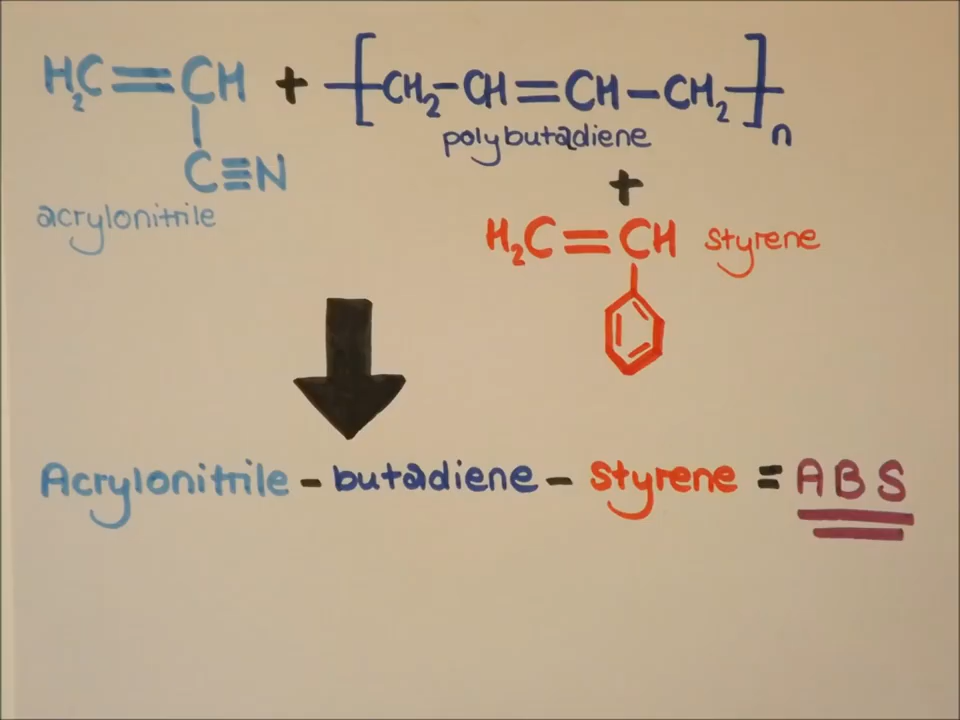 H₂C=CH + [CH₂-CH=CH-CH₂]n
polybutadiene
C≡N
acrylonitrile
+
H₂C=CH styrene
Acrylonitrile - butadiene - styrene = ABS